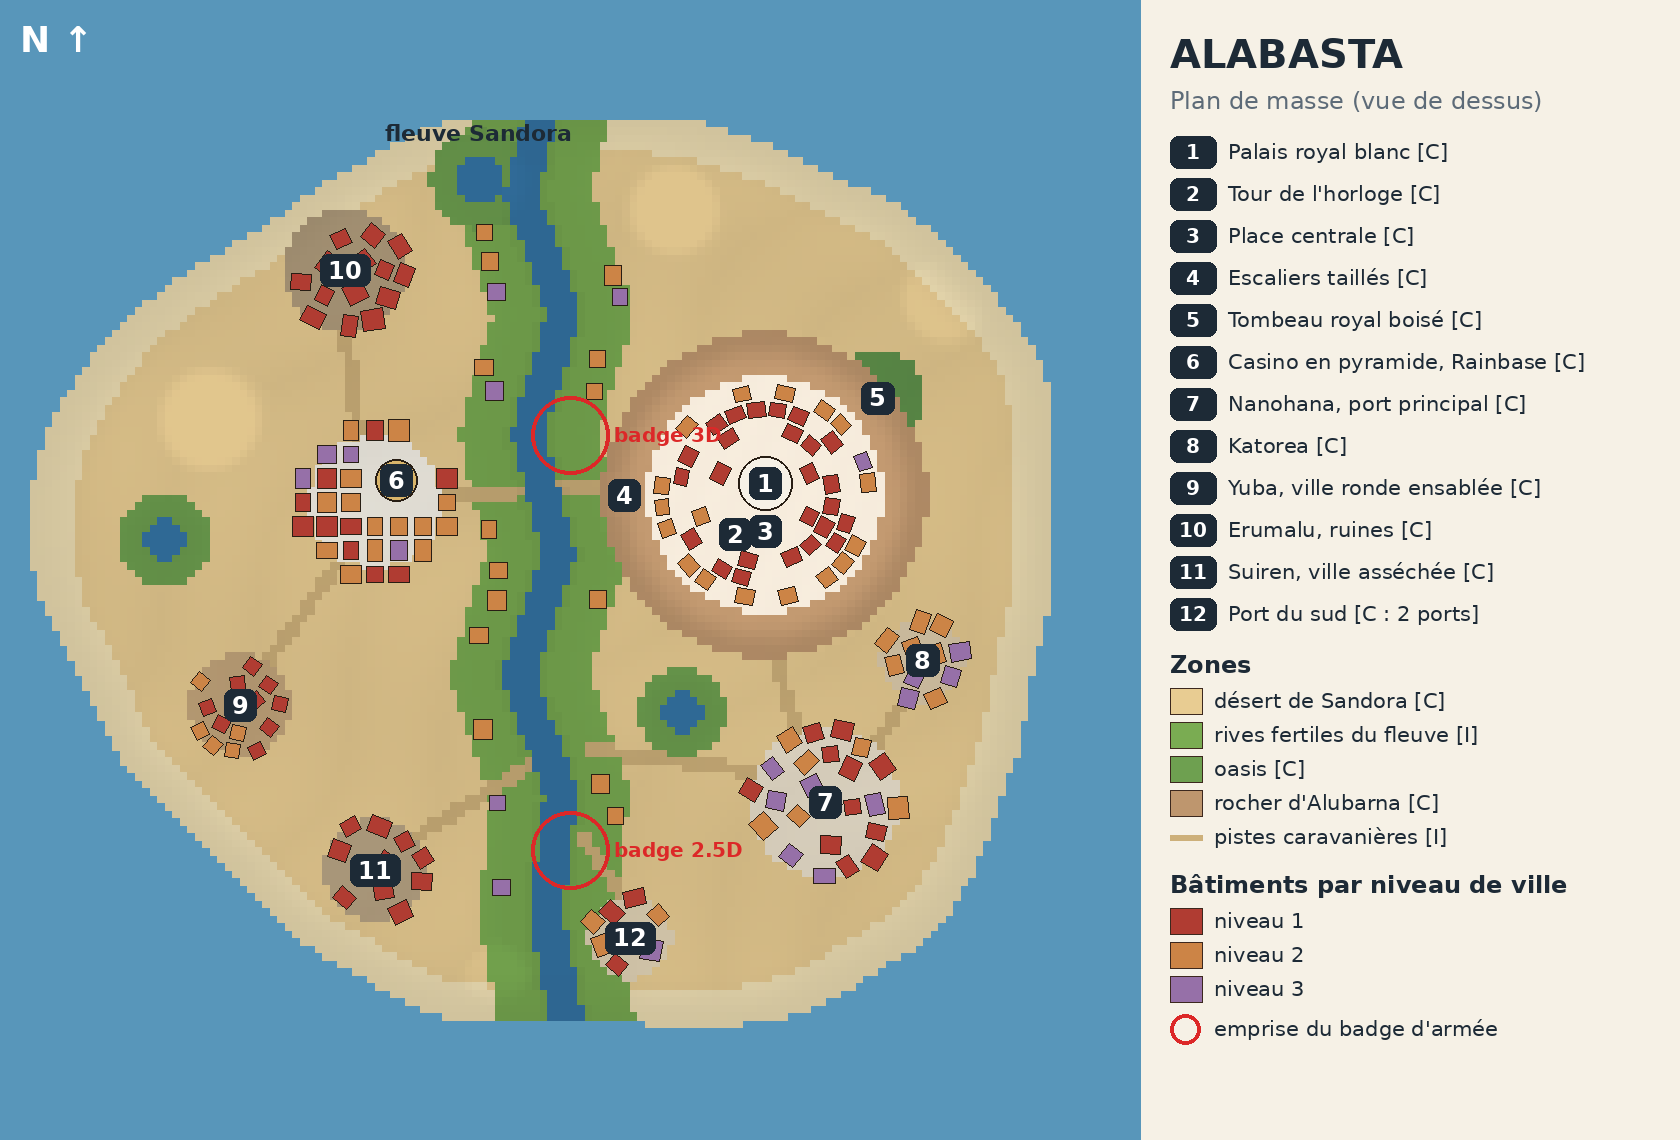 N ↑
fleuve Sandora
10
5
badge 3D
6
1
4
2
3
8
9
7
badge 2.5D
11
12
ALABASTA
Plan de masse (vue de dessus)
1 Palais royal blanc [C]
2 Tour de l'horloge [C]
3 Place centrale [C]
4 Escaliers taillés [C]
5 Tombeau royal boisé [C]
6 Casino en pyramide, Rainbase [C]
7 Nanohana, port principal [C]
8 Katorea [C]
9 Yuba, ville ronde ensablée [C]
10 Erumalu, ruines [C]
11 Suiren, ville asséchée [C]
12 Port du sud [C : 2 ports]
Zones
désert de Sandora [C]
rives fertiles du fleuve [I]
oasis [C]
rocher d'Alubarna [C]
pistes caravanières [I]
Bâtiments par niveau de ville
niveau 1
niveau 2
niveau 3
emprise du badge d'armée